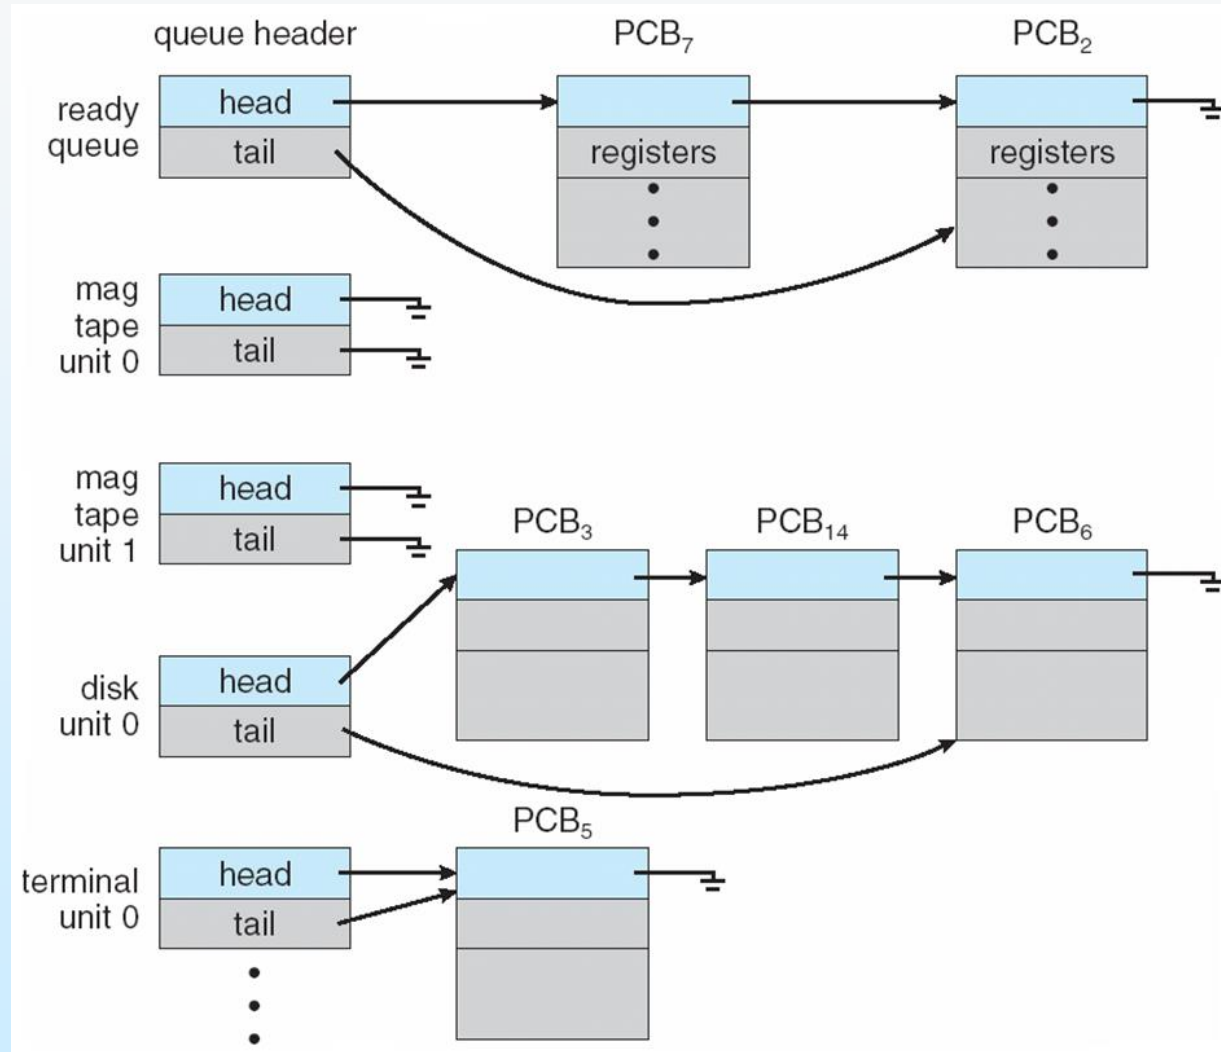 queue header
PCB₇
PCB₂
ready
queue
head
tail
registers
registers
mag
tape
unit 0
head
tail
mag
tape
unit 1
head
tail
PCB₃
PCB₁₄
PCB₆
disk
unit 0
head
tail
PCB₅
terminal
unit 0
head
tail